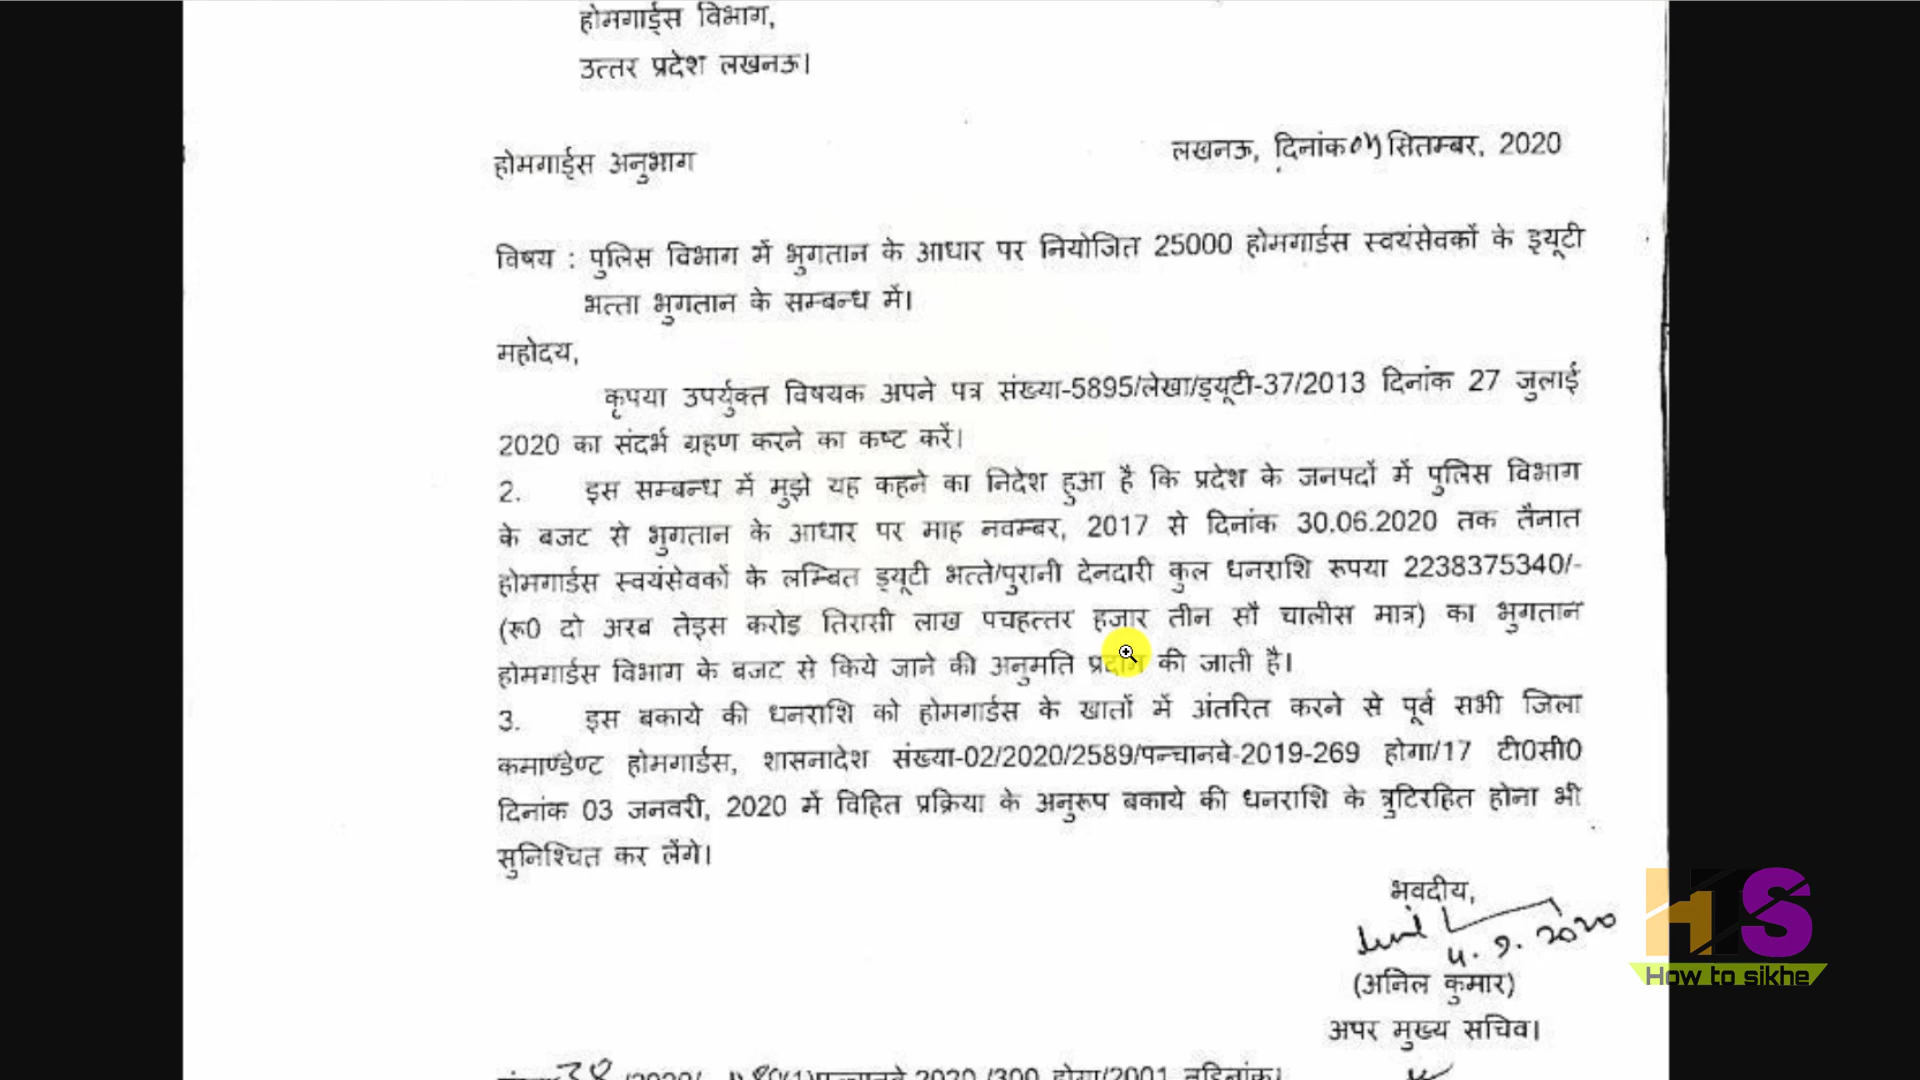 होमगार्ड्स विभाग,
उत्तर प्रदेश लखनऊ।
होमगार्ड्स अनुभाग
लखनऊ, दिनांक 04 सितम्बर, 2020
विषय : पुलिस विभाग में भुगतान के आधार पर नियोजित 25000 होमगार्डस स्वयंसेवकों के ड्यूटी
भत्ता भुगतान के सम्बन्ध में।
महोदय,
कृपया उपर्युक्त विषयक अपने पत्र संख्या-5895/लेखा/ड्यूटी-37/2013 दिनांक 27 जुलाई
2020 का संदर्भ ग्रहण करने का कष्ट करें।
2. इस सम्बन्ध में मुझे यह कहने का निदेश हुआ है कि प्रदेश के जनपदों में पुलिस विभाग
के बजट से भुगतान के आधार पर माह नवम्बर, 2017 से दिनांक 30.06.2020 तक तैनात
होमगार्डस स्वयंसेवकों के लम्बित ड्यूटी भत्ते/पुरानी देनदारी कुल धनराशि रूपया 2238375340/-
(रू0 दो अरब तेइस करोड तिरासी लाख पचहत्तर हजार तीन सौ चालीस मात्र) का भुगतान
होमगार्डस विभाग के बजट से किये जाने की अनुमति प्रदान की जाती है।
3. इस बकाये की धनराशि को होमगार्डस के खातों में अंतरित करने से पूर्व सभी जिला
कमाण्डेण्ट होमगार्डस, शासनादेश संख्या-02/2020/2589/पन्चानबे-2019-269 होगा/17 टी0सी0
दिनांक 03 जनवरी, 2020 में विहित प्रक्रिया के अनुरूप बकाये की धनराशि के त्रुटिरहित होना भी
सुनिश्चित कर लेंगे।
भवदीय,
4.9.2020
(अनिल कुमार)
अपर मुख्य सचिव।
HTS
How to sikhe